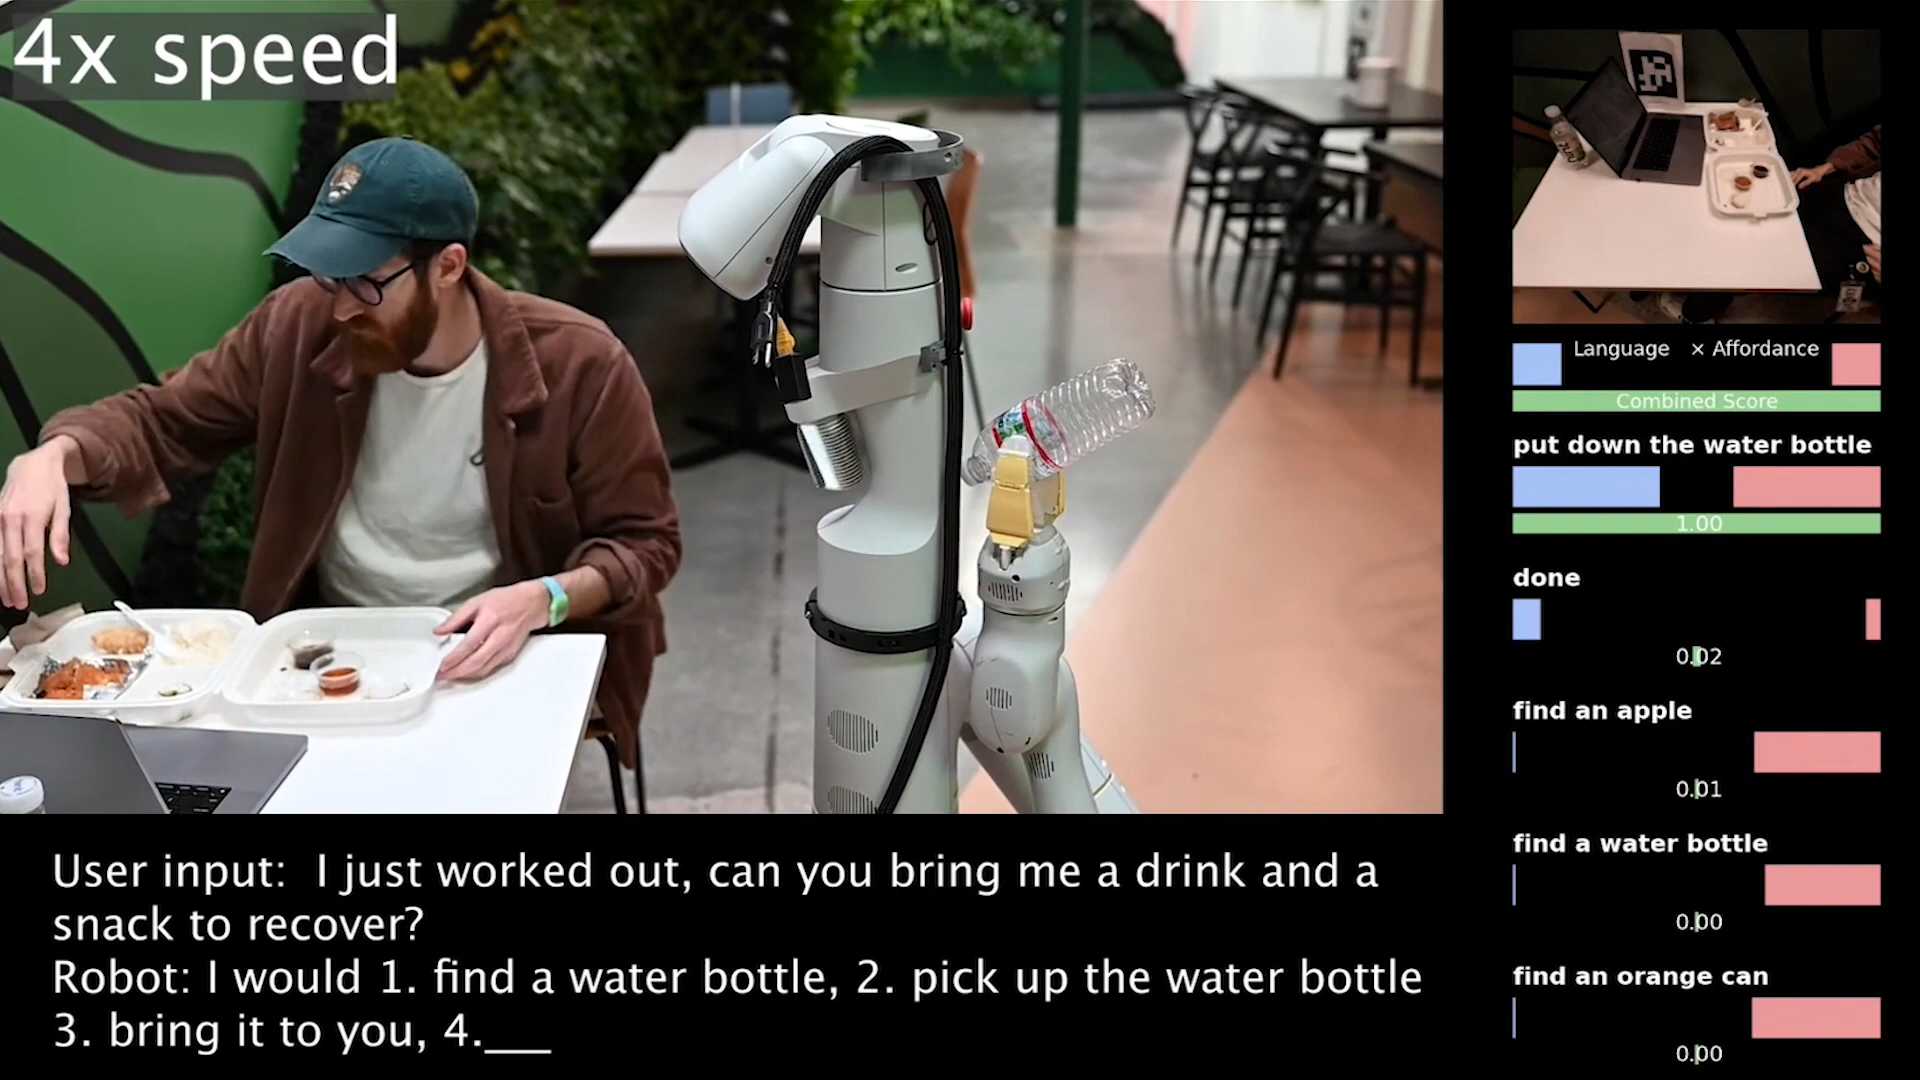 4x speed
Language × Affordance
Combined Score
put down the water bottle
1.00
done
0.02
find an apple
0.01
find a water bottle
0.00
find an orange can
0.00
User input:  I just worked out, can you bring me a drink and a
snack to recover?
Robot: I would 1. find a water bottle, 2. pick up the water bottle
3. bring it to you, 4.___